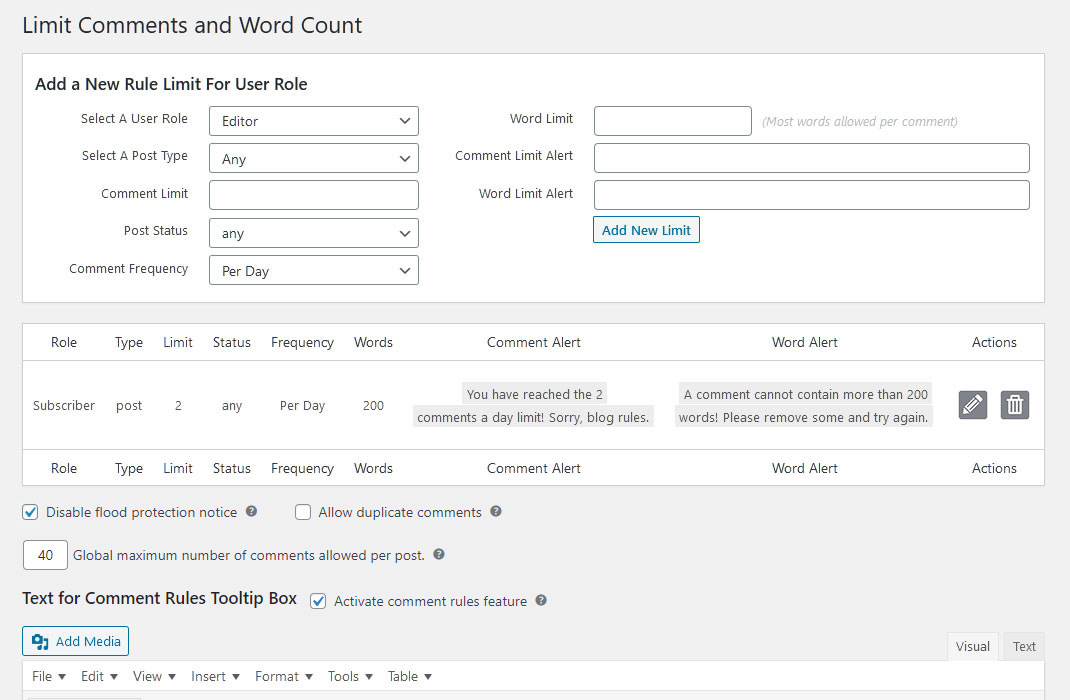 Limit Comments and Word Count
Add a New Rule Limit For User Role
Select A User Role Editor Word Limit (Most words allowed per comment)
Select A Post Type Any Comment Limit Alert
Comment Limit Word Limit Alert
Post Status any Add New Limit
Comment Frequency Per Day
Role Type Limit Status Frequency Words Comment Alert Word Alert Actions
You have reached the 2 A comment cannot contain more than 200
Subscriber post 2 any Per Day 200
comments a day limit! Sorry, blog rules. words! Please remove some and try again.
Role Type Limit Status Frequency Words Comment Alert Word Alert Actions
Disable flood protection notice ? Allow duplicate comments ?
40 Global maximum number of comments allowed per post. ?
Text for Comment Rules Tooltip Box Activate comment rules feature ?
Add Media Visual Text
File Edit View Insert Format Tools Table